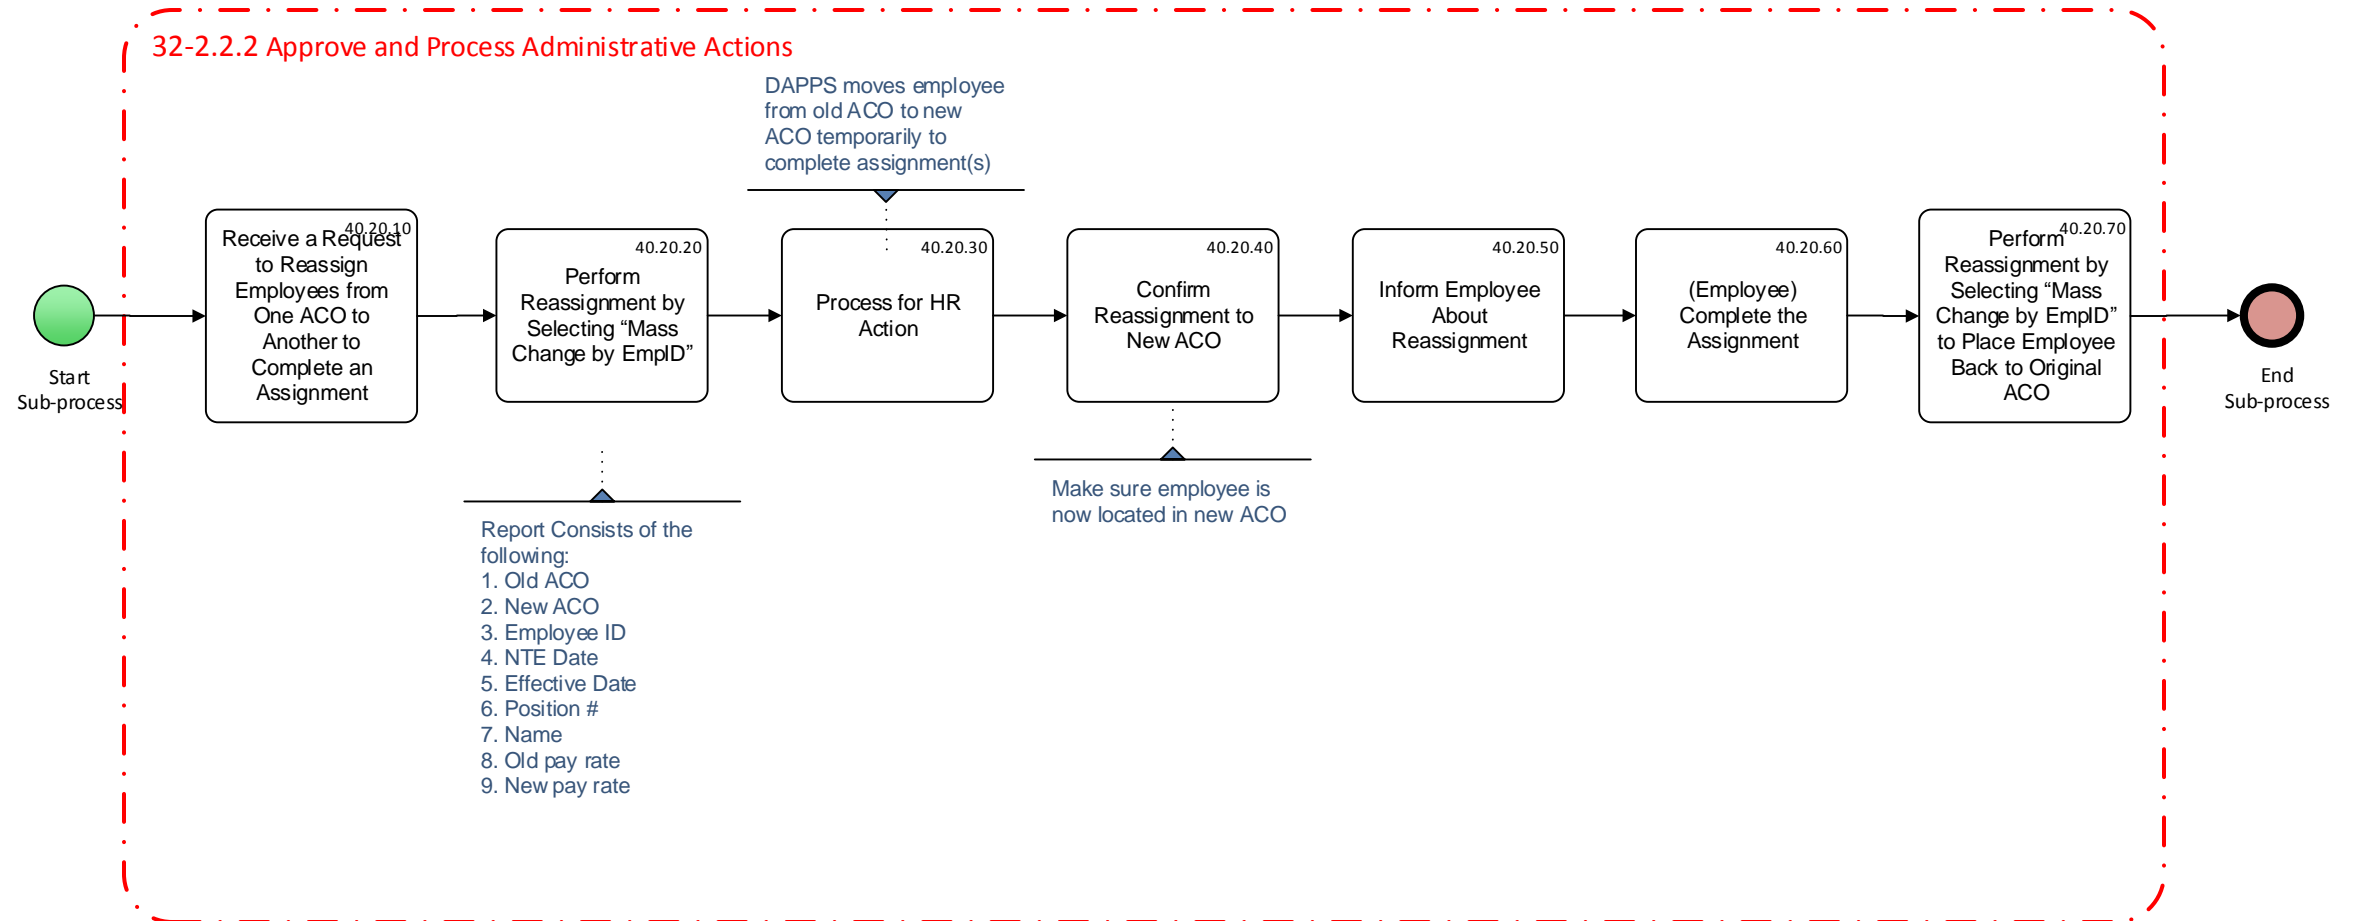 32-2.2.2 Approve and Process Administrative Actions
DAPPS moves employee
from old ACO to new
ACO temporarily to
complete assignment(s)
Start
Sub-process
40.20.10
Receive a Request
to Reassign
Employees from
One ACO to
Another to
Complete an
Assignment
40.20.20
Perform
Reassignment by
Selecting “Mass
Change by EmpID”
40.20.30
Process for HR
Action
40.20.40
Confirm
Reassignment to
New ACO
40.20.50
Inform Employee
About
Reassignment
40.20.60
(Employee)
Complete the
Assignment
40.20.70
Perform
Reassignment by
Selecting “Mass
Change by EmpID”
to Place Employee
Back to Original
ACO
End
Sub-process
Report Consists of the
following:
1. Old ACO
2. New ACO
3. Employee ID
4. NTE Date
5. Effective Date
6. Position #
7. Name
8. Old pay rate
9. New pay rate
Make sure employee is
now located in new ACO